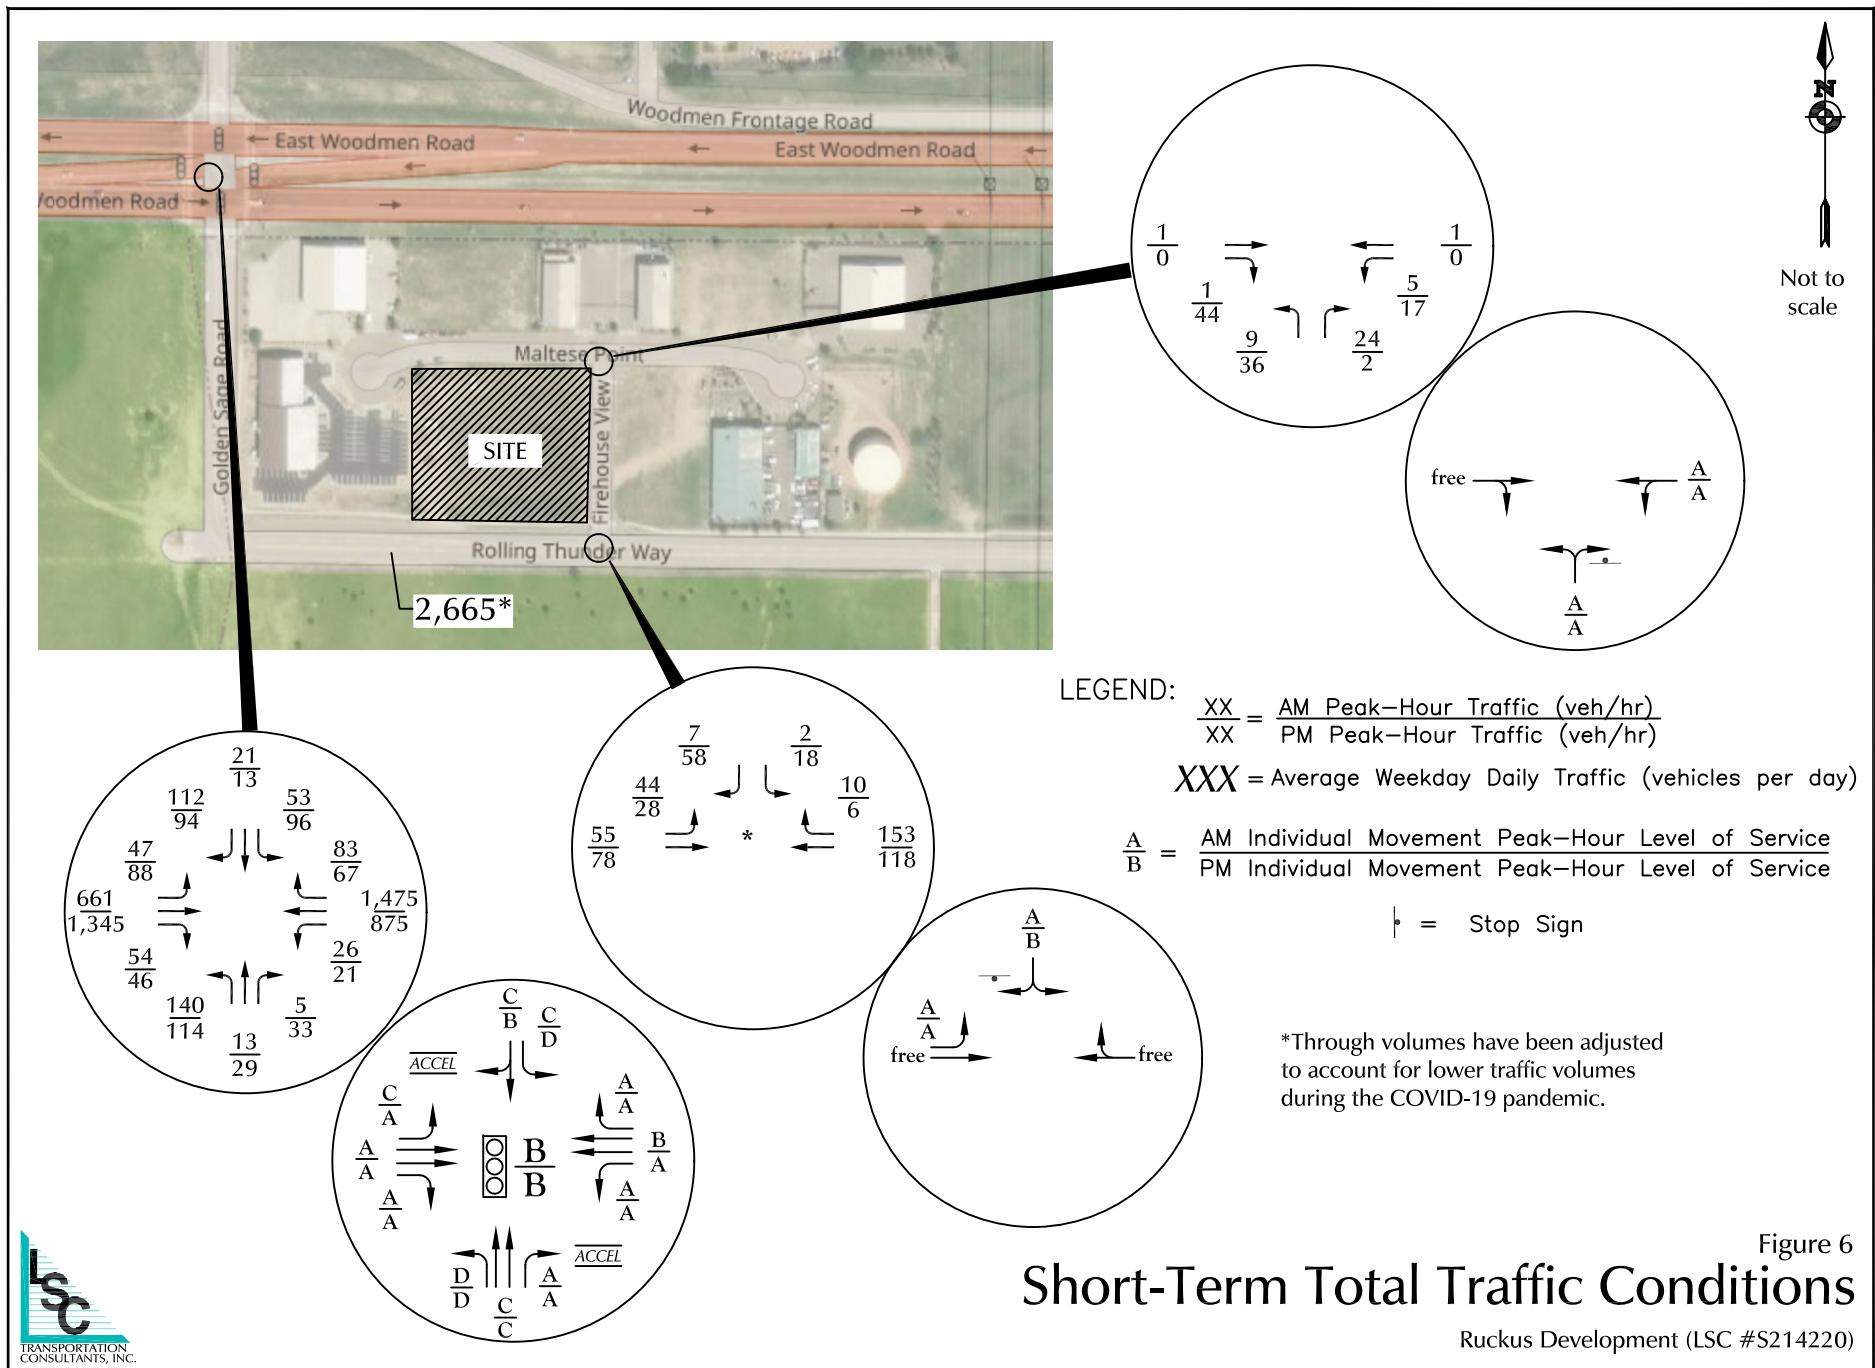 Woodmen Frontage Road
East Woodmen Road
East Woodmen Road
Woodmen Road
Maltese Point
Golden Sage Road
Firehouse View
SITE
Rolling Thunder Way
2,665*
N
Not to
scale
1
0
1
0
1
44
5
17
9
36
24
2
free
A
A
A
A
LEGEND:
XX = AM Peak-Hour Traffic (veh/hr)
XX PM Peak-Hour Traffic (veh/hr)
XXX = Average Weekday Daily Traffic (vehicles per day)
A = AM Individual Movement Peak-Hour Level of Service
B PM Individual Movement Peak-Hour Level of Service
= Stop Sign
*Through volumes have been adjusted
to account for lower traffic volumes
during the COVID-19 pandemic.
21
13
112
94
53
96
47
88
83
67
661
1,345
1,475
875
54
46
26
21
140
114
5
33
13
29
7
58
2
18
44
28
10
6
55
78
*
153
118
A
B
A
A
free
free
C
B
C
D
ACCEL
C
A
A
A
A
A
B
B
A
A
B
A
A
A
D
D
C
C
A
A
ACCEL
Figure 6
Short-Term Total Traffic Conditions
Ruckus Development (LSC #S214220)
LSC
TRANSPORTATION
CONSULTANTS, INC.